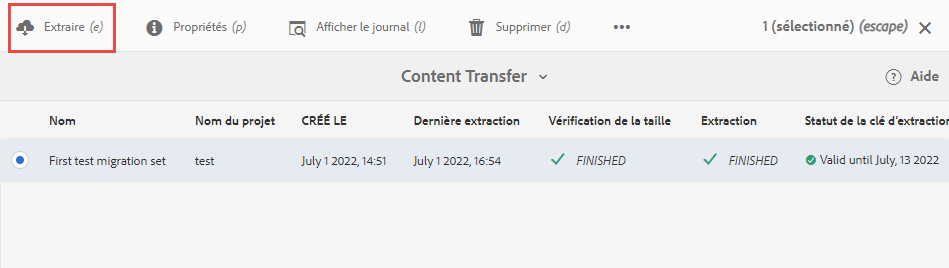 Extraire (e) Propriétés (p) Afficher le journal (l) Supprimer (d) ••• 1 (sélectionné) (escape)
Content Transfer Aide
Nom Nom du projet CRÉÉ LE Dernière extraction Vérification de la taille Extraction Statut de la clé d'extraction
First test migration set test July 1 2022, 14:51 July 1 2022, 16:54 FINISHED FINISHED Valid until July, 13 2022